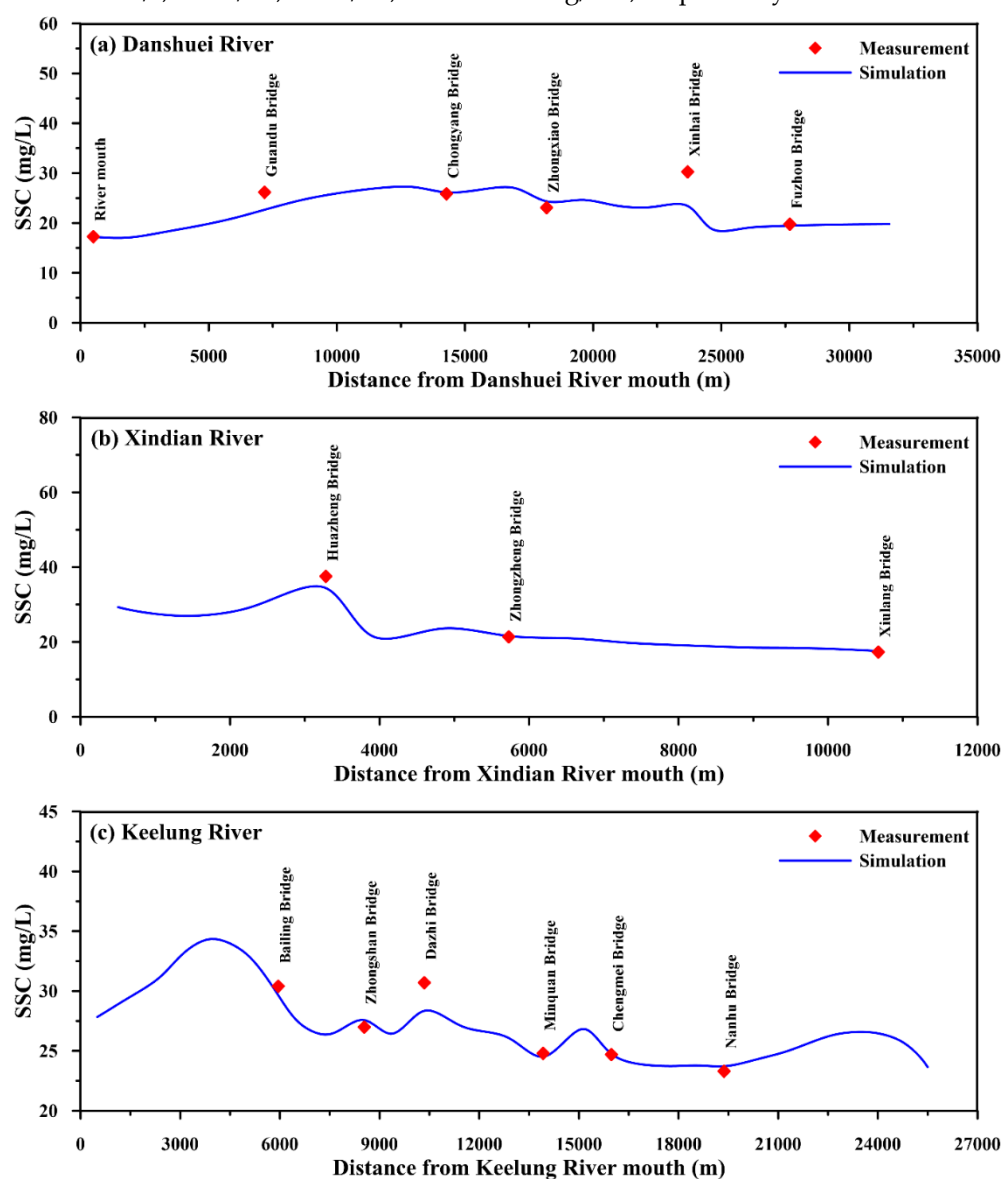 (a) Danshuei River
Measurement
Simulation
River mouth
Guandu Bridge
Chongyang Bridge
Zhongxiao Bridge
Xinhai Bridge
Fuzhou Bridge
SSC (mg/L)
60
50
40
30
20
10
0
0 5000 10000 15000 20000 25000 30000 35000
Distance from Danshuei River mouth (m)
(b) Xindian River
Measurement
Simulation
Huazheng Bridge
Zhongzheng Bridge
Xiulang Bridge
SSC (mg/L)
80
60
40
20
0
0 2000 4000 6000 8000 10000 12000
Distance from Xindian River mouth (m)
(c) Keelung River
Measurement
Simulation
Bailing Bridge
Zhongshan Bridge
Dazhi Bridge
Minquan Bridge
Chengmei Bridge
Nanhu Bridge
SSC (mg/L)
45
40
35
30
25
20
0 3000 6000 9000 12000 15000 18000 21000 24000 27000
Distance from Keelung River mouth (m)